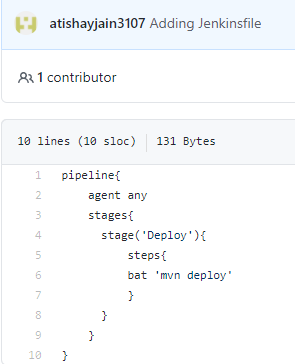 atishayjain3107 Adding Jenkinsfile
1 contributor
10 lines (10 sloc) 131 Bytes
1 pipeline{
2     agent any
3     stages{
4       stage('Deploy'){
5           steps{
6           bat 'mvn deploy'
7           }
8       }
9     }
10 }